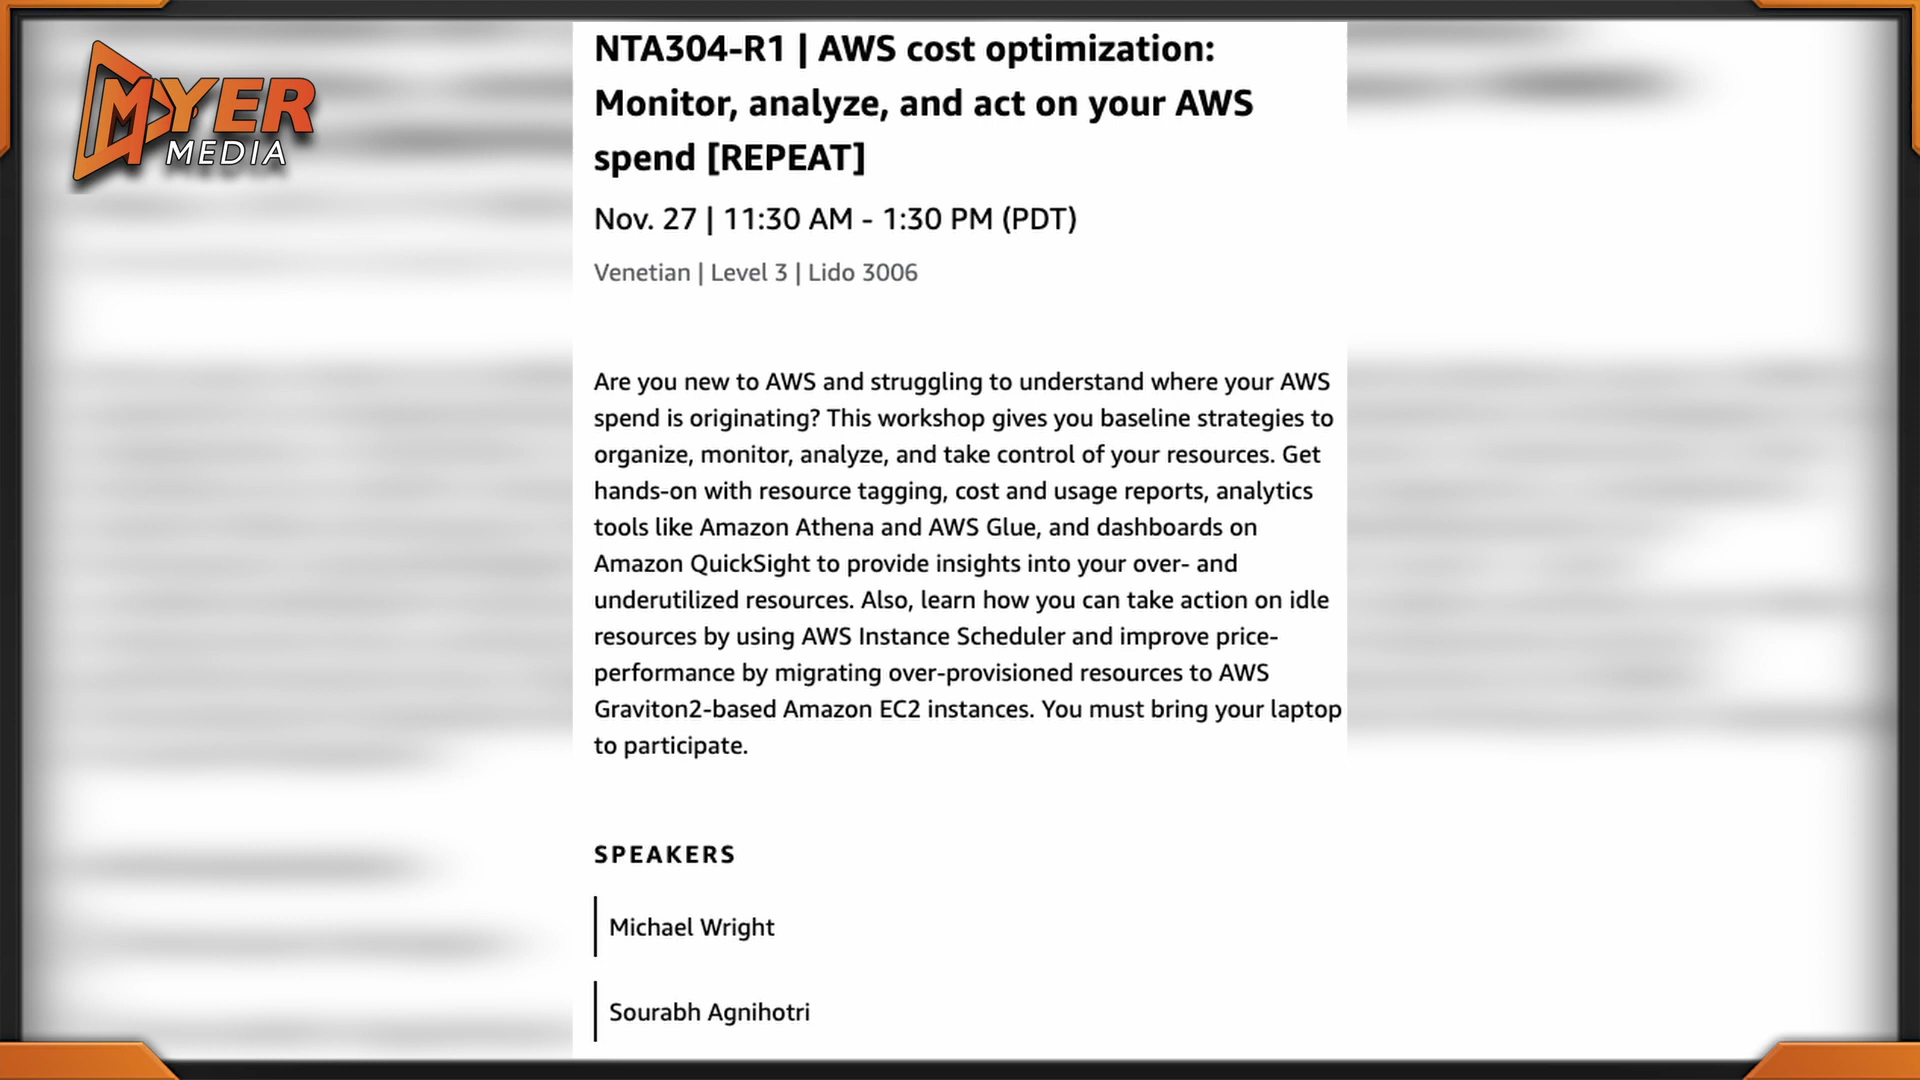 MYER
MEDIA
NTA304-R1 | AWS cost optimization:
Monitor, analyze, and act on your AWS
spend [REPEAT]
Nov. 27 | 11:30 AM - 1:30 PM (PDT)
Venetian | Level 3 | Lido 3006
Are you new to AWS and struggling to understand where your AWS
spend is originating? This workshop gives you baseline strategies to
organize, monitor, analyze, and take control of your resources. Get
hands-on with resource tagging, cost and usage reports, analytics
tools like Amazon Athena and AWS Glue, and dashboards on
Amazon QuickSight to provide insights into your over- and
underutilized resources. Also, learn how you can take action on idle
resources by using AWS Instance Scheduler and improve price-
performance by migrating over-provisioned resources to AWS
Graviton2-based Amazon EC2 instances. You must bring your laptop
to participate.
SPEAKERS
Michael Wright
Sourabh Agnihotri